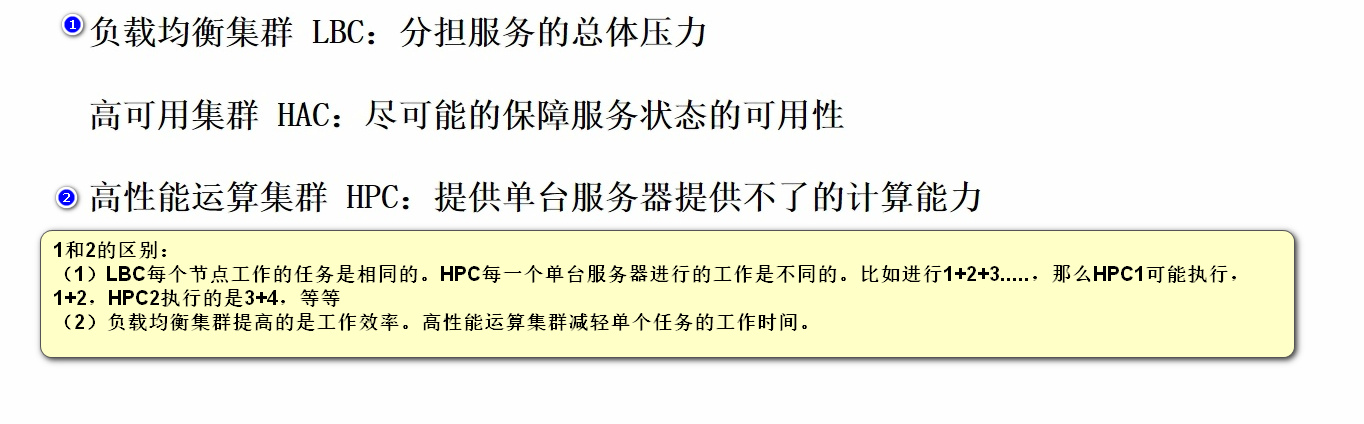 1 负载均衡集群 LBC：分担服务的总体压力
高可用集群 HAC：尽可能的保障服务状态的可用性
2 高性能运算集群 HPC：提供单台服务器提供不了的计算能力
1和2的区别：
（1）LBC每个节点工作的任务是相同的。HPC每一个单台服务器进行的工作是不同的。比如进行1+2+3.....，那么HPC1可能执行，
1+2，HPC2执行的是3+4，等等
（2）负载均衡集群提高的是工作效率。高性能运算集群减轻单个任务的工作时间。